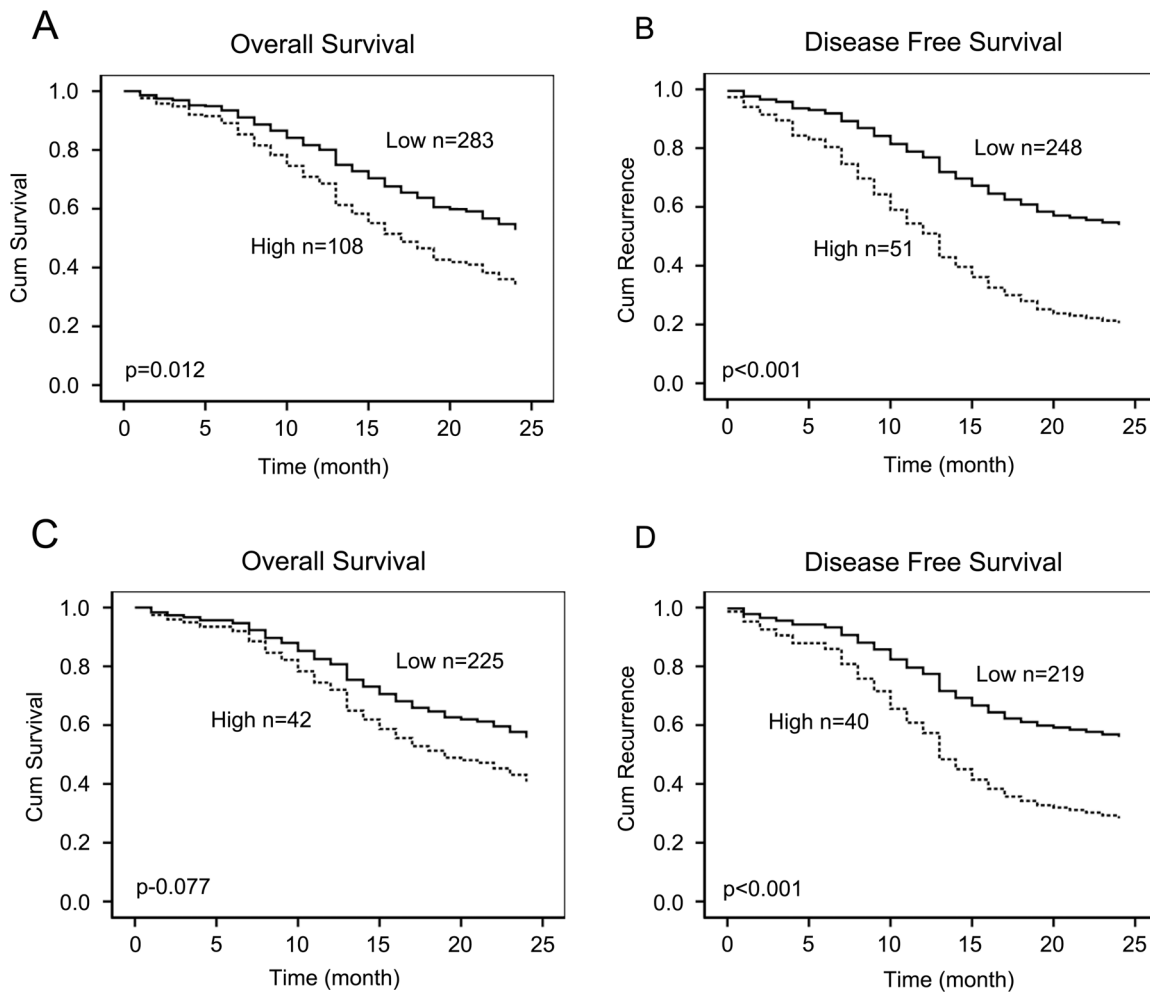 A
Overall Survival
Cum Survival
1.0
0.8
0.6
0.4
0.2
0.0
Low n=283
High n=108
p=0.012
0 5 10 15 20 25
Time (month)
B
Disease Free Survival
Cum Recurrence
1.0
0.8
0.6
0.4
0.2
0.0
Low n=248
High n=51
p<0.001
0 5 10 15 20 25
Time (month)
C
Overall Survival
Cum Survival
1.0
0.8
0.6
0.4
0.2
0.0
Low n=225
High n=42
p-0.077
0 5 10 15 20 25
Time (month)
D
Disease Free Survival
Cum Recurrence
1.0
0.8
0.6
0.4
0.2
0.0
Low n=219
High n=40
p<0.001
0 5 10 15 20 25
Time (month)